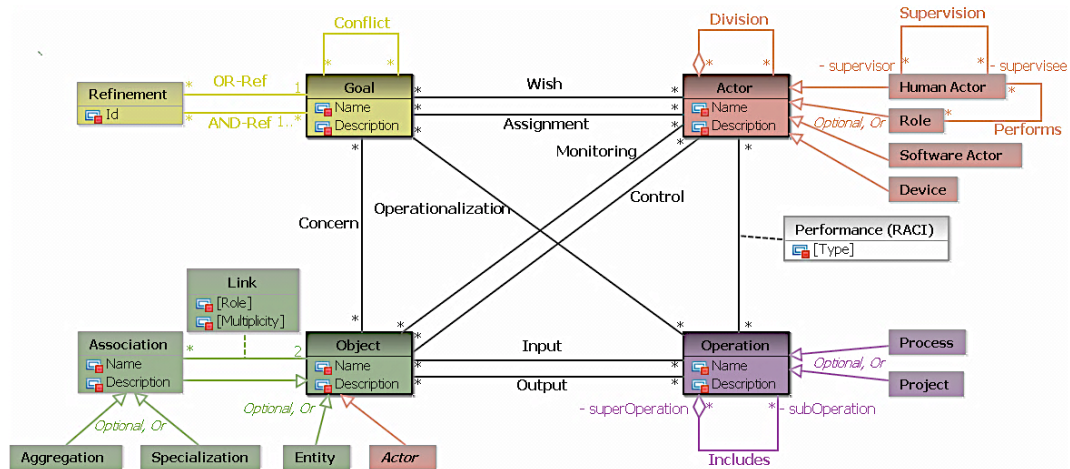 Conflict
Division
Supervision
- supervisor
- supervisee
Refinement
Id
OR-Ref
*
1
AND-Ref
*
1..*
Goal
Name
Description
*
*
Wish
*
*
Assignment
*
*
Actor
Name
Description
*
*
Human Actor
*
*
*
Role
*
Performs
Optional, Or
Software Actor
Device
Monitoring
*
*
Control
*
*
Concern
*
*
Operationalization
*
*
*
*
Performance (RACI)
[Type]
Link
[Role]
[Multiplicity]
Association
Name
Description
*
2
Object
Name
Description
Input
*
*
Output
*
*
Operation
Name
Description
Process
Optional, Or
Project
Optional, Or
Optional, Or
- superOperation
*
*
- subOperation
Includes
Aggregation
Specialization
Entity
Actor